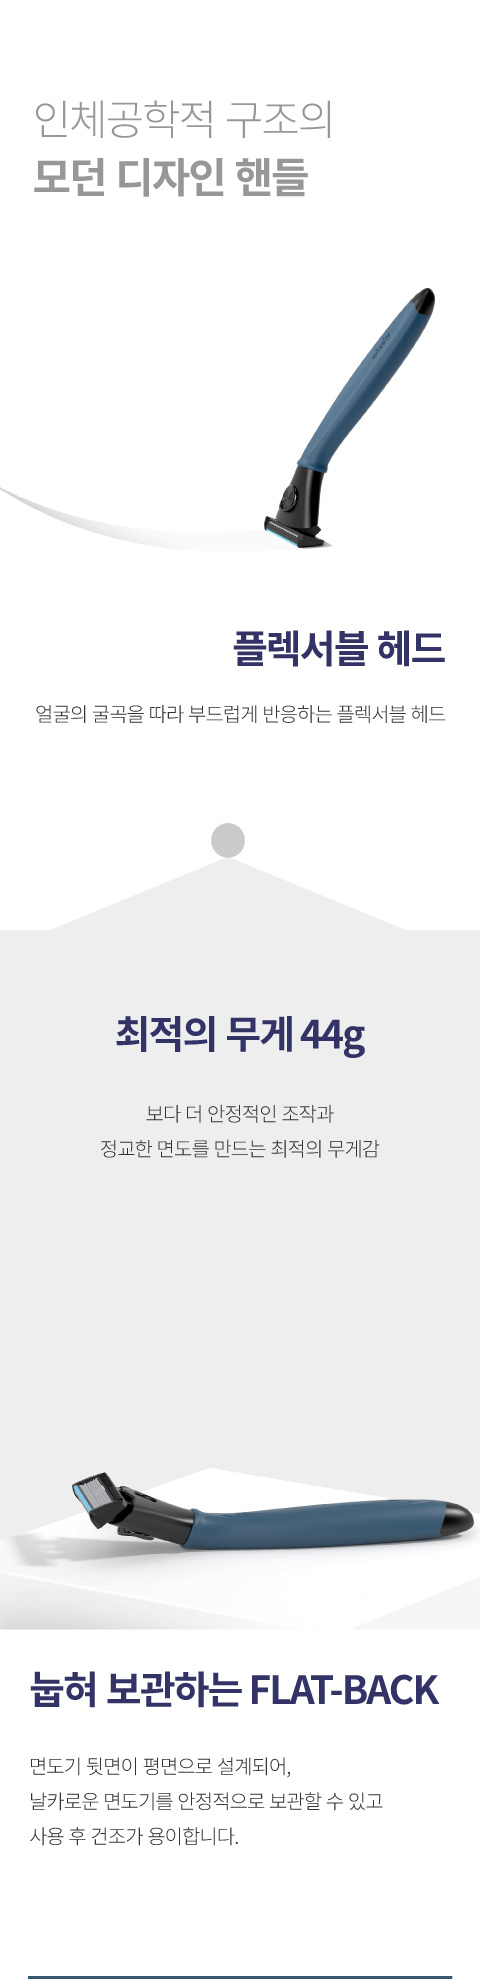 인체공학적 구조의
모던 디자인 핸들
플렉서블 헤드
얼굴의 굴곡을 따라 부드럽게 반응하는 플렉서블 헤드
최적의 무게 44g
보다 더 안정적인 조작과
정교한 면도를 만드는 최적의 무게감
눕혀 보관하는 FLAT-BACK
면도기 뒷면이 평면으로 설계되어,
날카로운 면도기를 안정적으로 보관할 수 있고
사용 후 건조가 용이합니다.